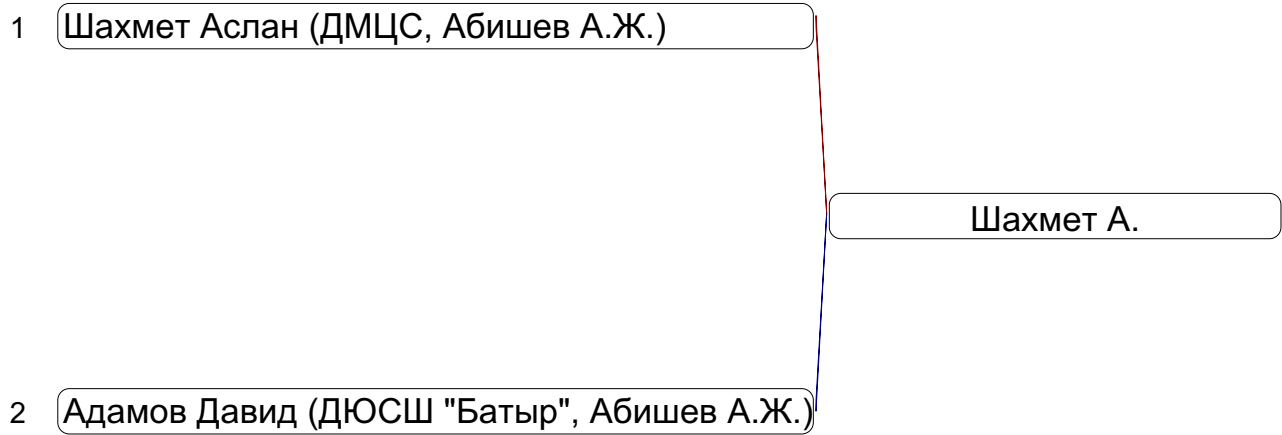 1 Шахмет Аслан (ДМЦС, Абишев А.Ж.)
Шахмет А.
2 Адамов Давид (ДЮСШ "Батыр", Абишев А.Ж.)